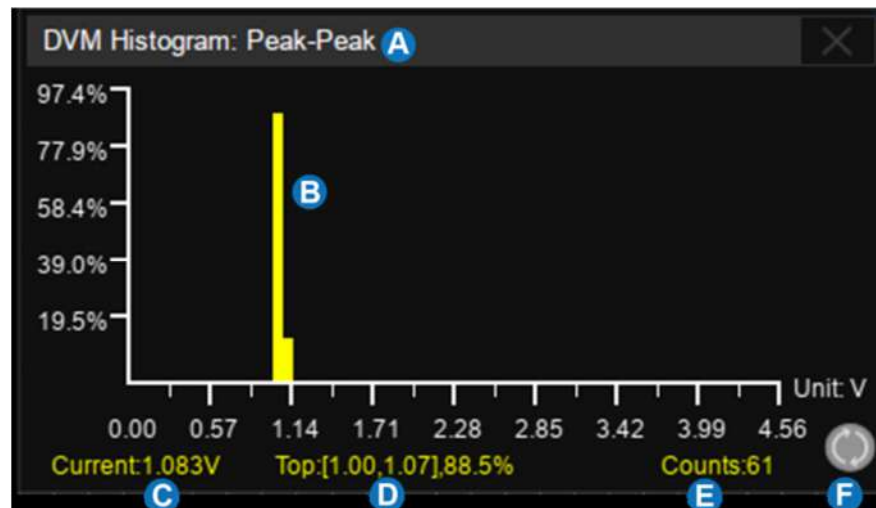 DVM Histogram: Peak-Peak A
97.4%
77.9%
B
58.4%
39.0%
19.5%
Unit: V
0.00 0.57 1.14 1.71 2.28 2.85 3.42 3.99 4.56
Current:1.083V Top:[1.00,1.07],88.5% Counts:61
C D E F